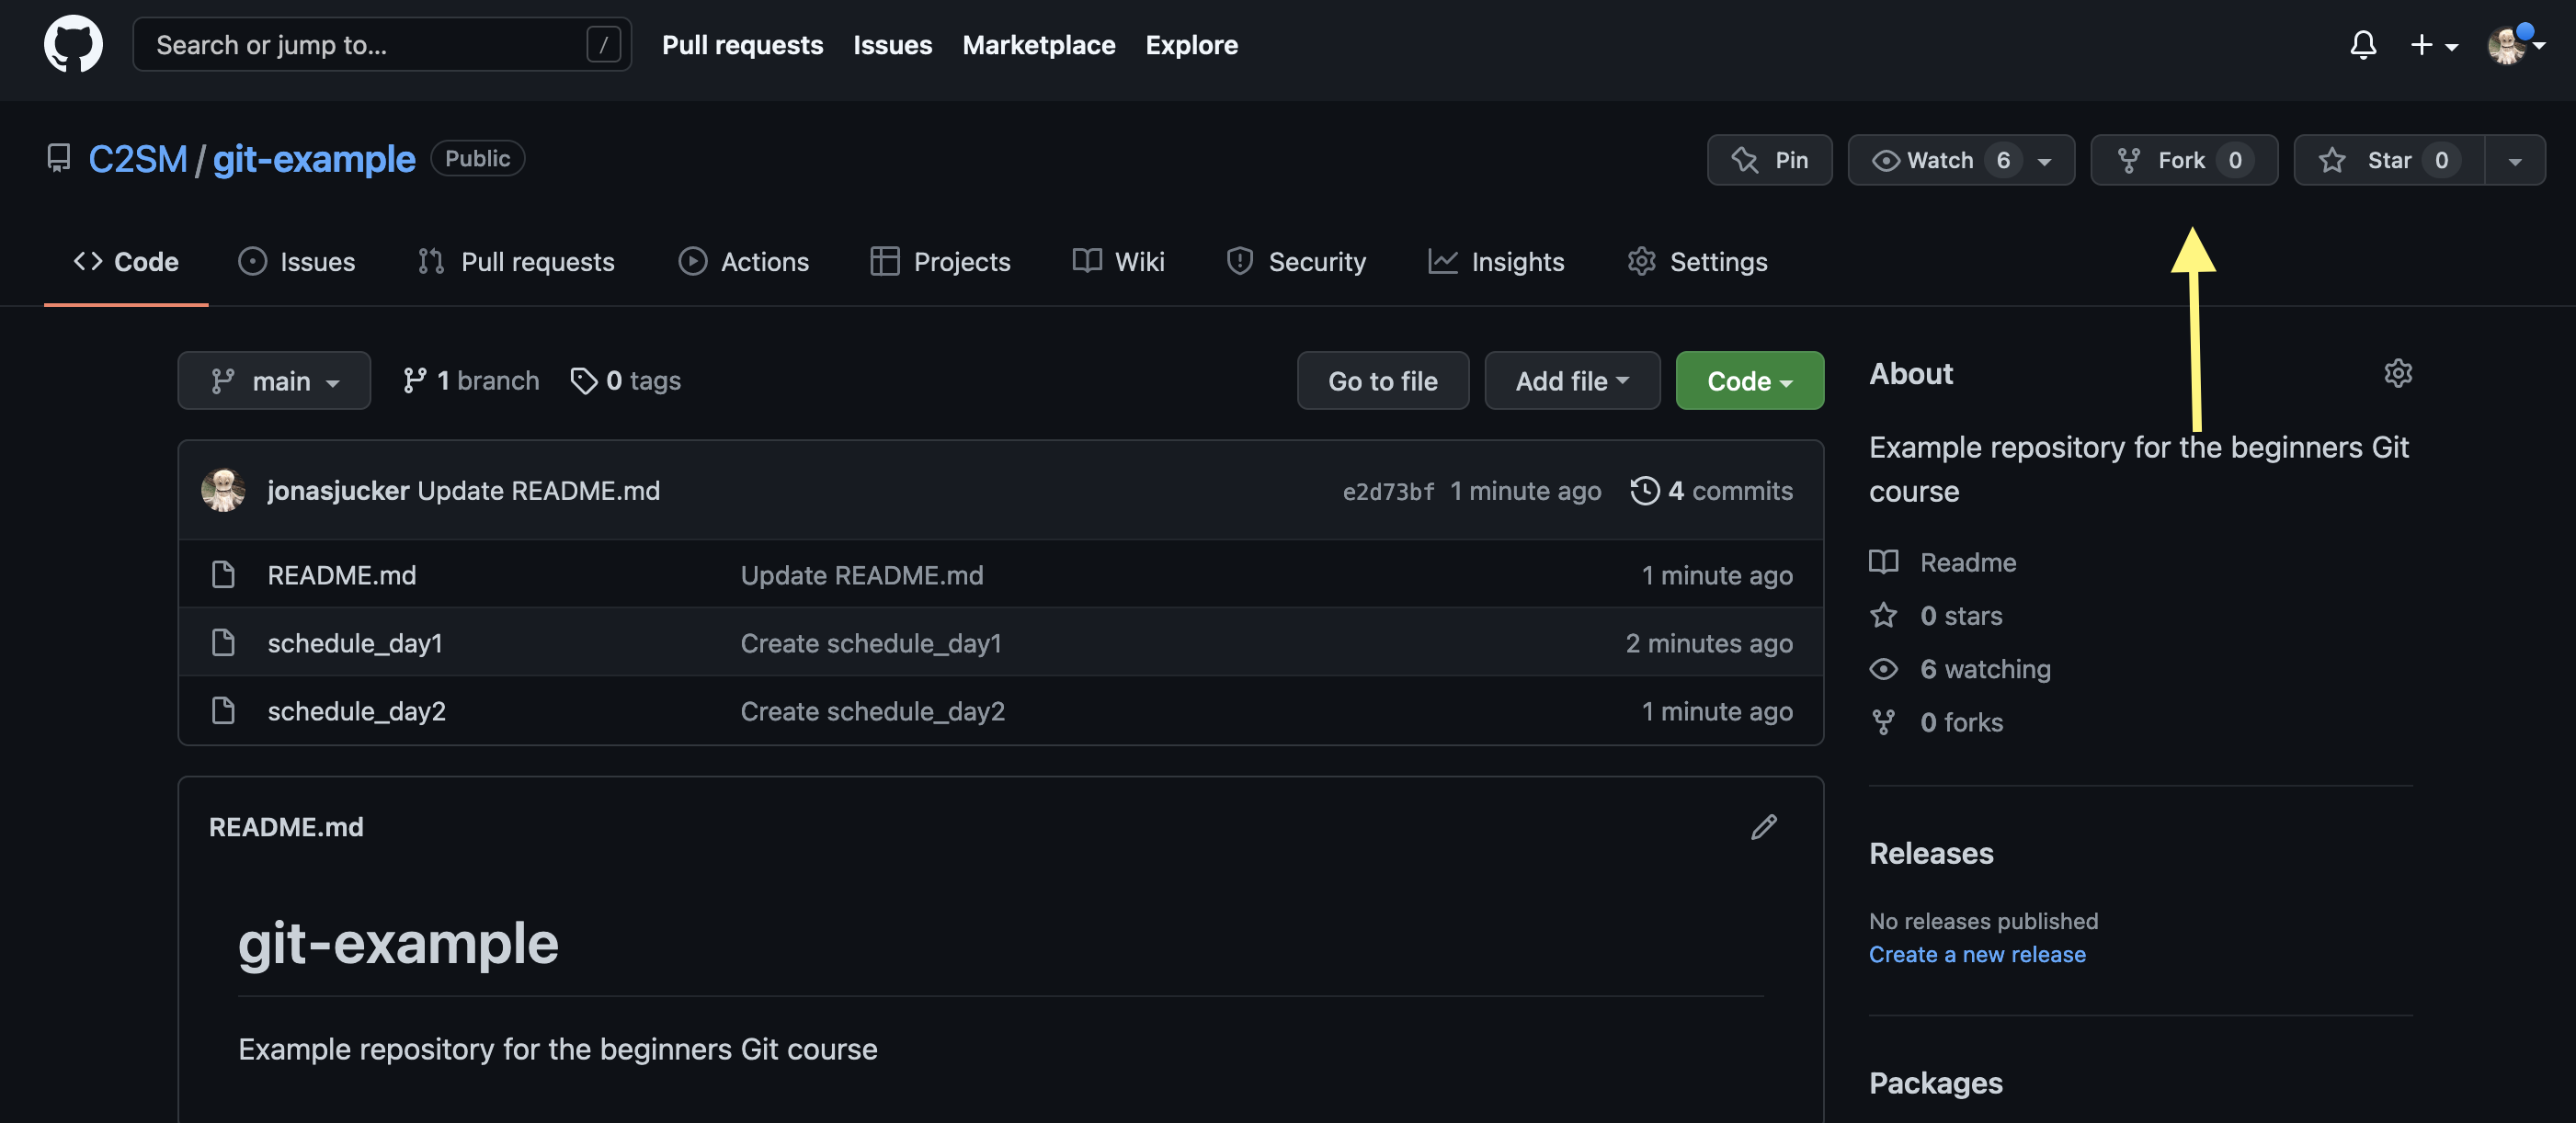 Search or jump to... /
Pull requests Issues Marketplace Explore
C2SM / git-example Public
Pin Watch 6 Fork 0 Star 0
Code Issues Pull requests Actions Projects Wiki Security Insights Settings
main 1 branch 0 tags Go to file Add file Code
jonasjucker Update README.md e2d73bf 1 minute ago 4 commits
README.md Update README.md 1 minute ago
schedule_day1 Create schedule_day1 2 minutes ago
schedule_day2 Create schedule_day2 1 minute ago
README.md
git-example
Example repository for the beginners Git course
About
Example repository for the beginners Git
course
Readme
0 stars
6 watching
0 forks
Releases
No releases published
Create a new release
Packages